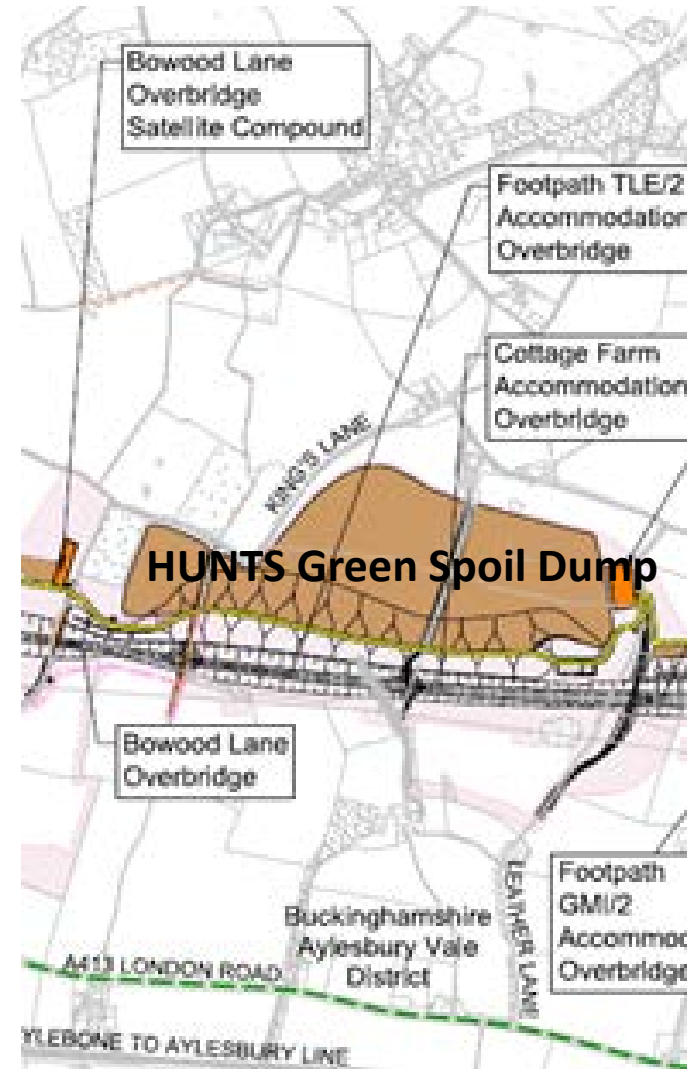 Bowood Lane
Overbridge
Satellite Compound
Footpath TLE/2
Accommodation
Overbridge
Cottage Farm
Accommodation
Overbridge
KING'S LANE
HUNTS Green Spoil Dump
Bowood Lane
Overbridge
Footpath
GMI/2
Accommod
Overbridge
LEATHER LANE
Buckinghamshire
Aylesbury Vale
District
A413 LONDON ROAD
YLEBONE TO AYLESBURY LINE